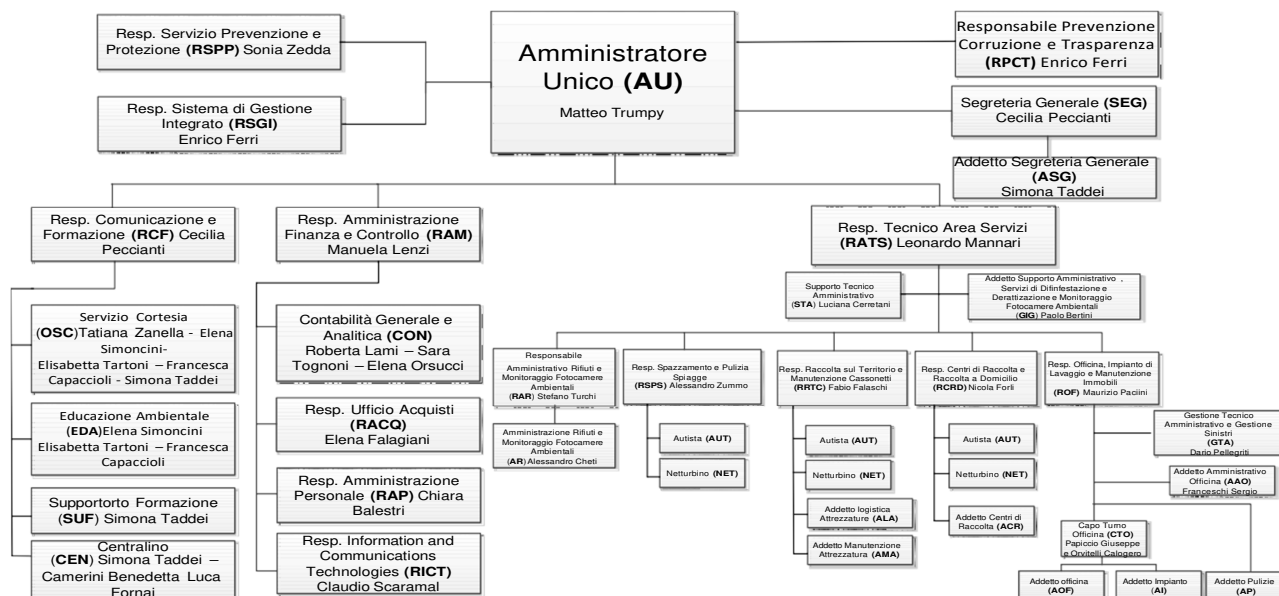 Resp. Servizio Prevenzione e
Protezione (RSPP) Sonia Zedda
Resp. Sistema di Gestione
Integrato (RSGI)
Enrico Ferri
Amministratore
Unico (AU)
Matteo Trumpy
Responsabile Prevenzione
Corruzione e Trasparenza
(RPCT) Enrico Ferri
Segreteria Generale (SEG)
Cecilia Peccianti
Addetto Segreteria Generale
(ASG)
Simona Taddei
Resp. Comunicazione e
Formazione (RCF) Cecilia
Peccianti
Resp. Amministrazione
Finanza e Controllo (RAM)
Manuela Lenzi
Resp. Tecnico Area Servizi
(RATS) Leonardo Mannari
Supporto Tecnico
Amministrativo
(STA) Luciana Cerretani
Addetto Supporto Amministrativo ,
Servizi di Difinfestazione e
Derattizazione e Monitoraggio
Fotocamere Ambientali
(GIG) Paolo Bertini
Servizio Cortesia
(OSC)Tatiana Zanella - Elena
Simoncini-
Elisabetta Tartoni – Francesca
Capaccioli - Simona Taddei
Educazione Ambientale
(EDA)Elena Simoncini
Elisabetta Tartoni – Francesca
Capaccioli
Supportorto Formazione
(SUF) Simona Taddei
Centralino
(CEN) Simona Taddei –
Camerini Benedetta Luca
Fornai
Contabilità Generale e
Analitica (CON)
Roberta Lami – Sara
Tognoni – Elena Orsucci
Resp. Ufficio Acquisti
(RACQ)
Elena Falagiani
Resp. Amministrazione
Personale (RAP) Chiara
Balestri
Resp. Information and
Communications
Technologies (RICT)
Claudio Scaramal
Responsabile
Amministrativo Rifiuti e
Monitoraggio Fotocamere
Ambientali
(RAR) Stefano Turchi
Amministrazione Rifiuti e
Monitoraggio Fotocamere
Ambientali
(AR) Alessandro Cheti
Resp. Spazzamento e Pulizia
Spiagge
(RSPS) Alessandro Zummo
Autista (AUT)
Netturbino (NET)
Resp. Raccolta sul Territorio e
Manutenzione Cassonetti
(RRTC) Fabio Falaschi
Autista (AUT)
Netturbino (NET)
Addetto logistica
Attrezzature (ALA)
Addetto Manutenzione
Attrezzatura (AMA)
Resp. Centri di Raccolta e
Raccolta a Domicilio
(RCRD) Nicola Forli
Autista (AUT)
Netturbino (NET)
Addetto Centri di
Raccolta (ACR)
Resp. Officina, Impianto di
Lavaggio e Manutenzione
Immobili
(ROF) Maurizio Paciini
Gestione Tecnico
Amministrativo e Gestione
Sinistri
(GTA)
Dario Pellegriti
Addetto Amministrativo
Officina (AAO)
Franceschi Sergio
Capo Turno
Officina (CTO)
Papiccio Giuseppe
e Orvitelli Calogero
Addetto officina
(AOF)
Addetto Impianto
(AI)
Addetto Pulizie
(AP)